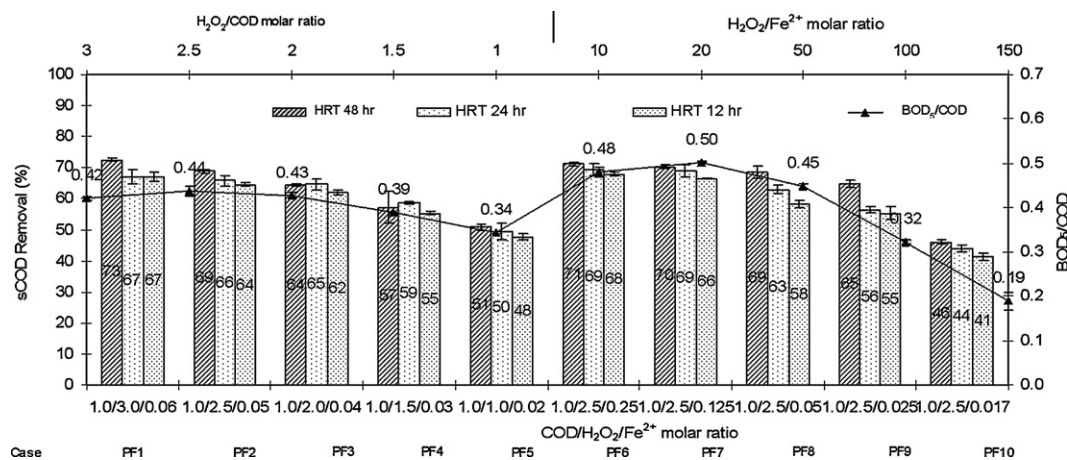 H₂O₂/COD molar ratio
H₂O₂/Fe²⁺ molar ratio
3 2.5 2 1.5 1 10 20 50 100 150
100 0.7
90 0.6
80 0.5
70 0.4
60 0.3
50 0.2
40 0.1
30 0.0
20
10
0
sCOD Removal (%)
BOD₅/COD
HRT 48 hr HRT 24 hr HRT 12 hr BOD₅/COD
0.42 0.44 0.43 0.39 0.34 0.48 0.50 0.45 0.32 0.19
73 67 67 69 66 64 64 65 62 57 59 55 51 50 48 71 69 68 70 69 66 69 63 58 65 56 55 46 44 41
1.0/3.0/0.06 1.0/2.5/0.05 1.0/2.0/0.04 1.0/1.5/0.03 1.0/1.0/0.02 1.0/2.5/0.25 1.0/2.5/0.125 1.0/2.5/0.05 1.0/2.5/0.025 1.0/2.5/0.017
COD/H₂O₂/Fe²⁺ molar ratio
Case PF1 PF2 PF3 PF4 PF5 PF6 PF7 PF8 PF9 PF10